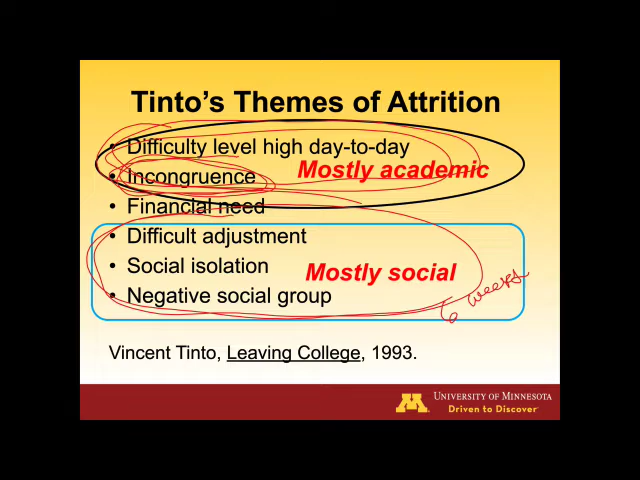 Tinto's Themes of Attrition
• Difficulty level high day-to-day
• Incongruence
Mostly academic
• Financial need
• Difficult adjustment
• Social isolation
Mostly social
• Negative social group
6 weeks
Vincent Tinto, Leaving College, 1993.
UNIVERSITY OF MINNESOTA
Driven to Discover